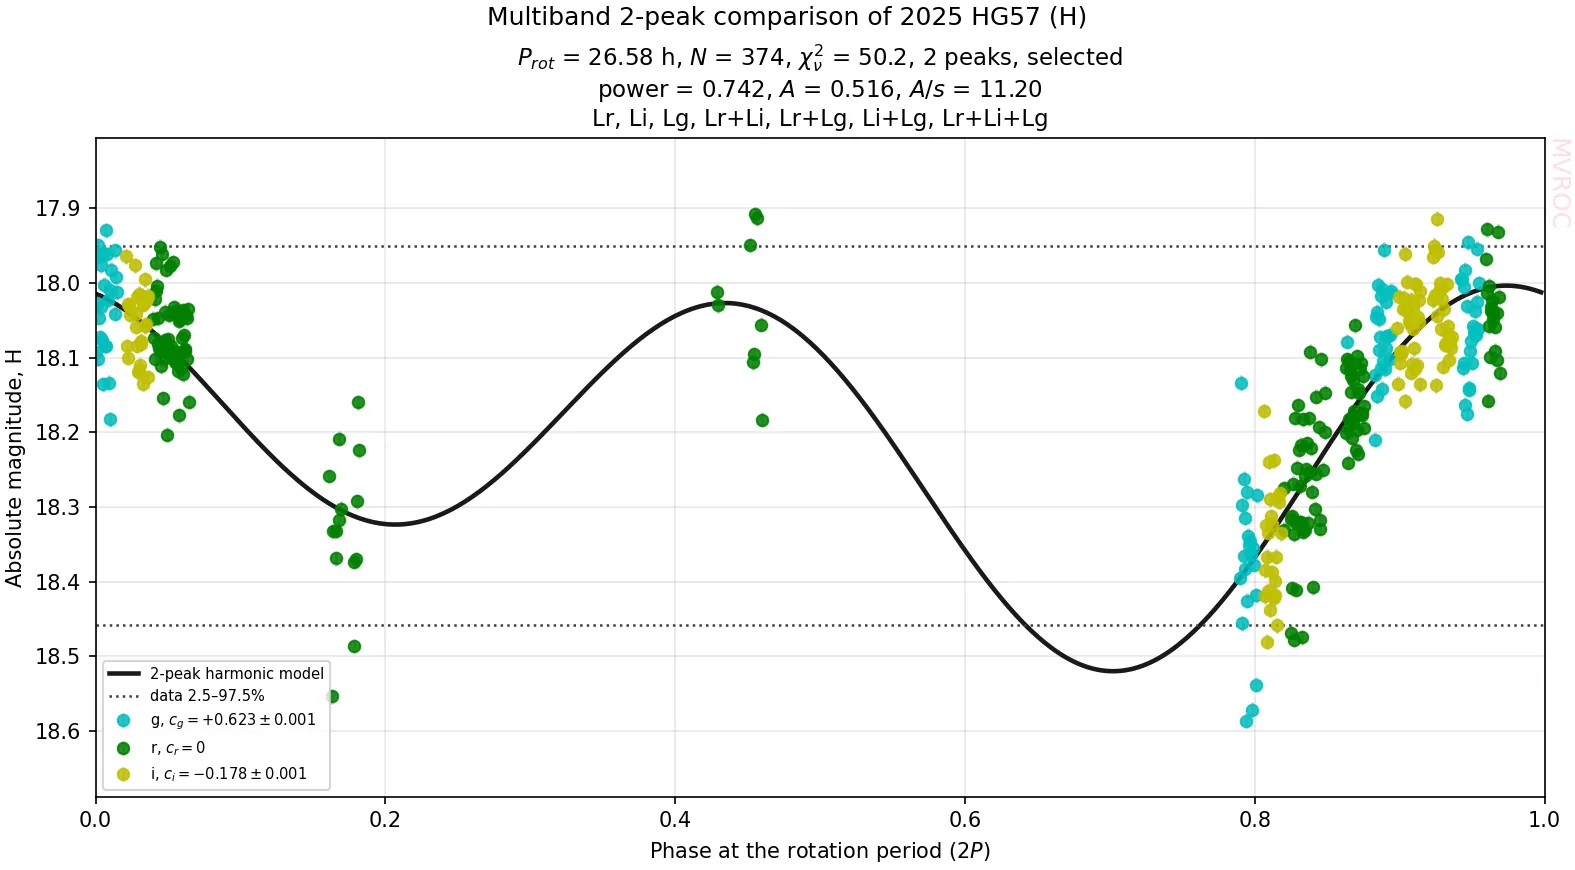 Multiband 2-peak comparison of 2025 HG57 (H)
P_rot = 26.58 h, N = 374, χ²_ν = 50.2, 2 peaks, selected
power = 0.742, A = 0.516, A/s = 11.20
Lr, Li, Lg, Lr+Li, Lr+Lg, Li+Lg, Lr+Li+Lg
MVROC
Absolute magnitude, H
17.9
18.0
18.1
18.2
18.3
18.4
18.5
18.6
2-peak harmonic model
data 2.5–97.5%
g, c_g = +0.623 ± 0.001
r, c_r = 0
i, c_i = −0.178 ± 0.001
0.0 0.2 0.4 0.6 0.8 1.0
Phase at the rotation period (2P)